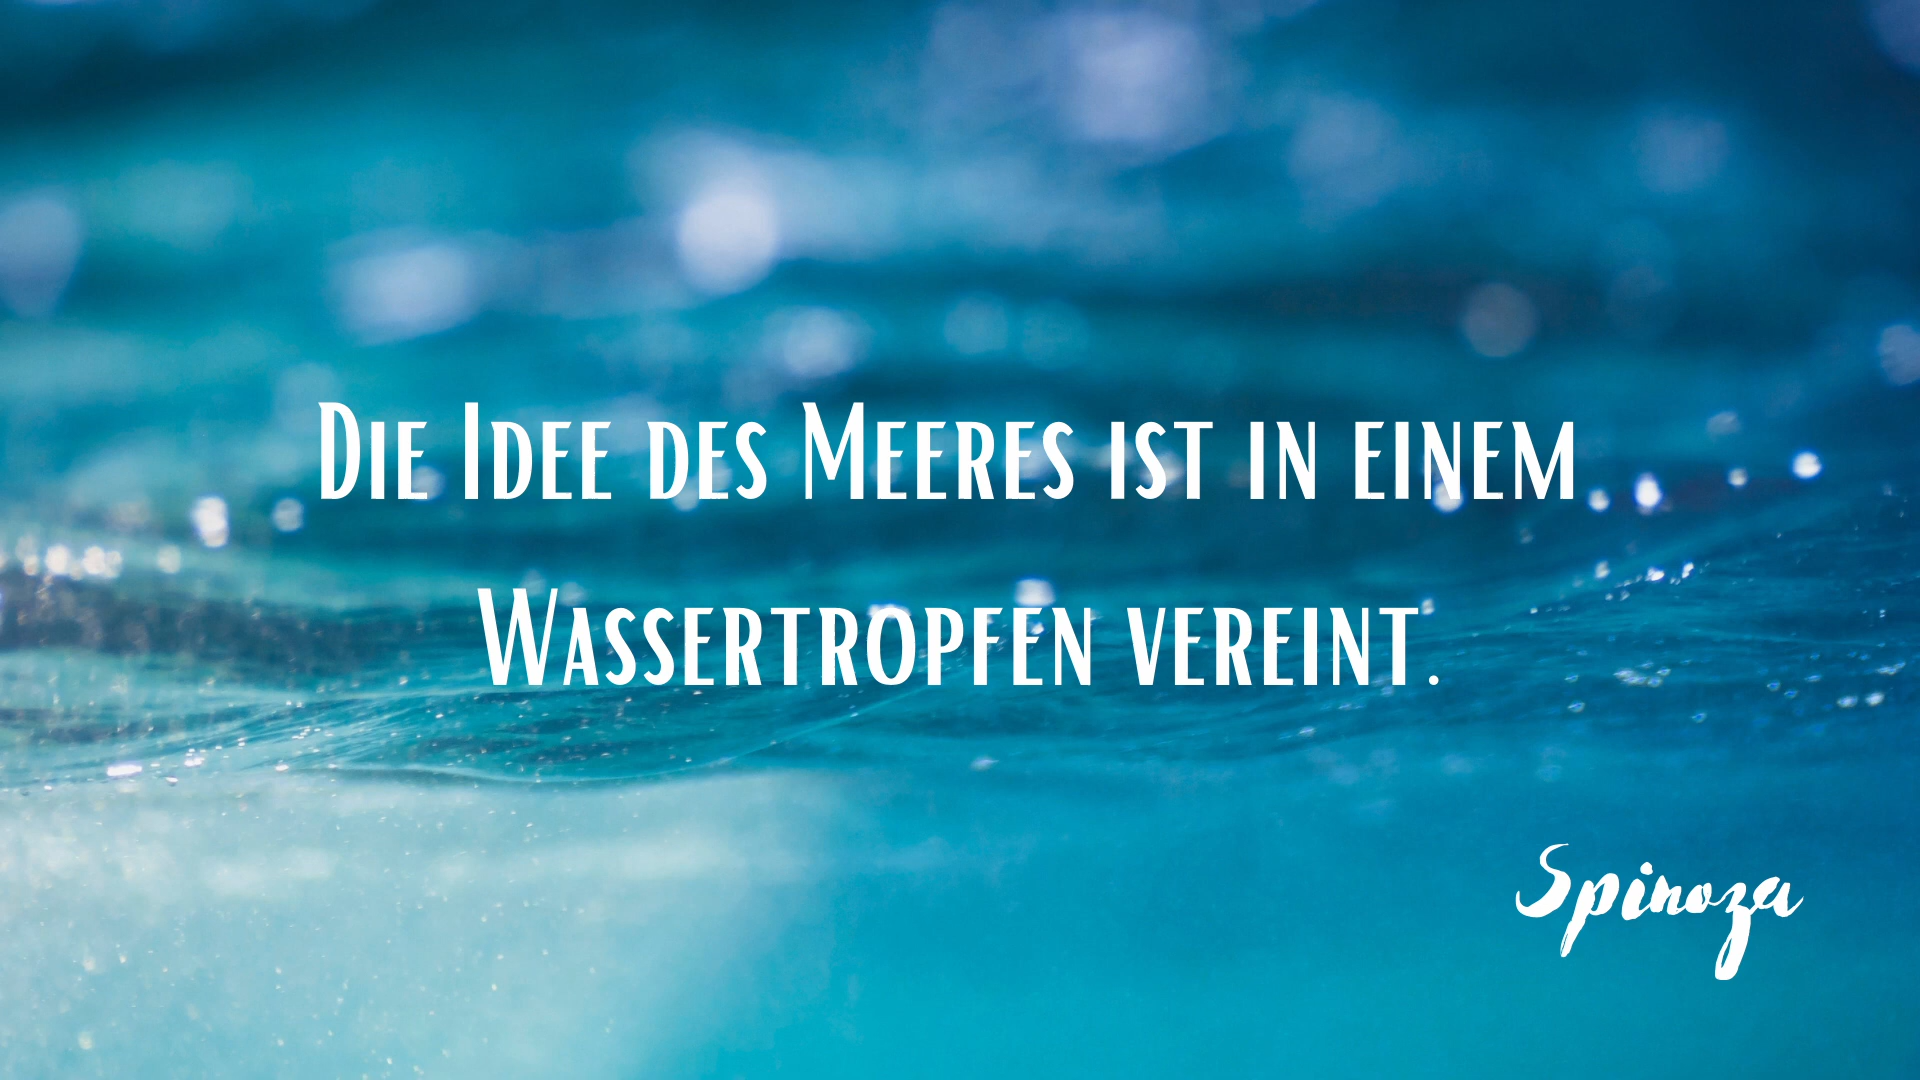 Die Idee des Meeres ist in einem
Wassertropfen vereint.
Spinoza